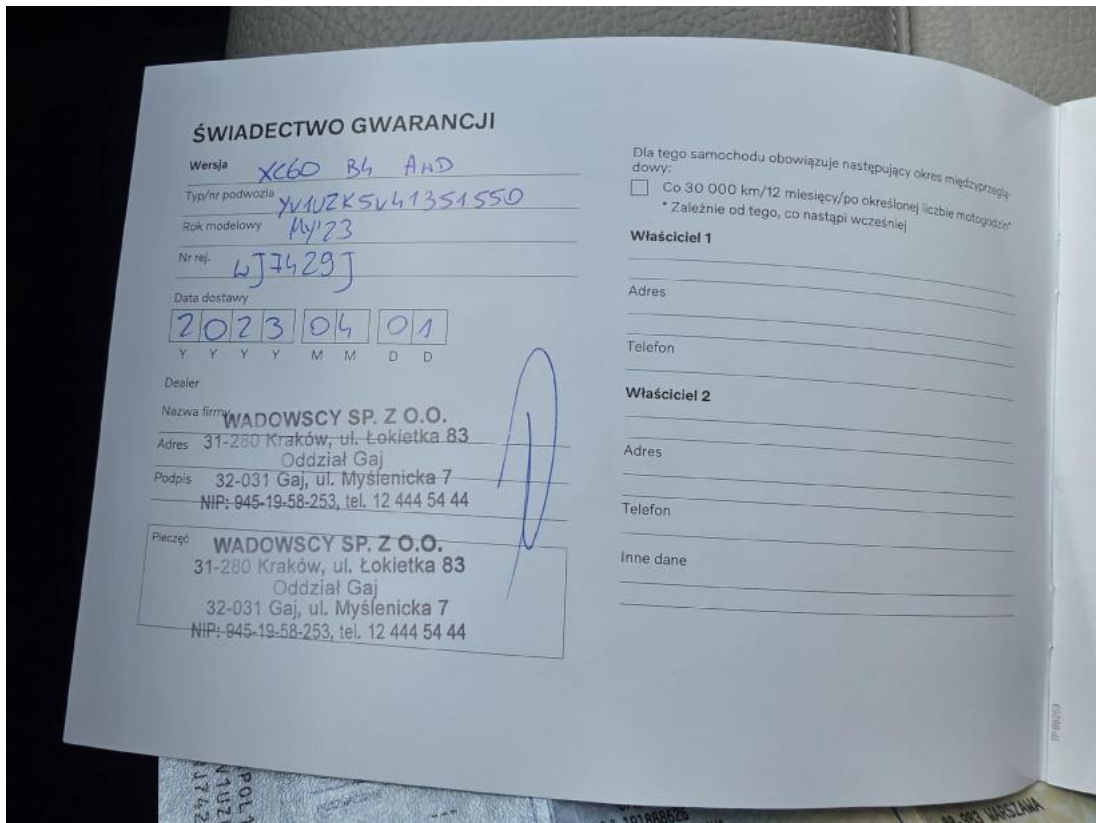 ŚWIADECTWO GWARANCJI
Wersja XC60 B4 AWD
Typ/nr podwozia YV1UZK5V41351550
Rok modelowy MY'23
Nr rej. WJ7429J
Data dostawy
2023 04 01
Y Y Y Y M M D D
Dealer
Nazwa firmy WADOWSCY SP. Z O.O.
Adres 31-280 Kraków, ul. Łokietka 83
Oddział Gaj
Podpis 32-031 Gaj, ul. Myślenicka 7
NIP: 945-19-58-253, tel. 12 444 54 44
Pieczęć WADOWSCY SP. Z O.O.
31-280 Kraków, ul. Łokietka 83
Oddział Gaj
32-031 Gaj, ul. Myślenicka 7
NIP: 945-19-58-253, tel. 12 444 54 44
Dla tego samochodu obowiązuje następujący okres międzyprzeglą-
dowy:
Co 30 000 km/12 miesięcy/po określonej liczbie motogodzin*
* Zależnie od tego, co nastąpi wcześniej
Właściciel 1
Adres
Telefon
Właściciel 2
Adres
Telefon
Inne dane
WARSZAWA